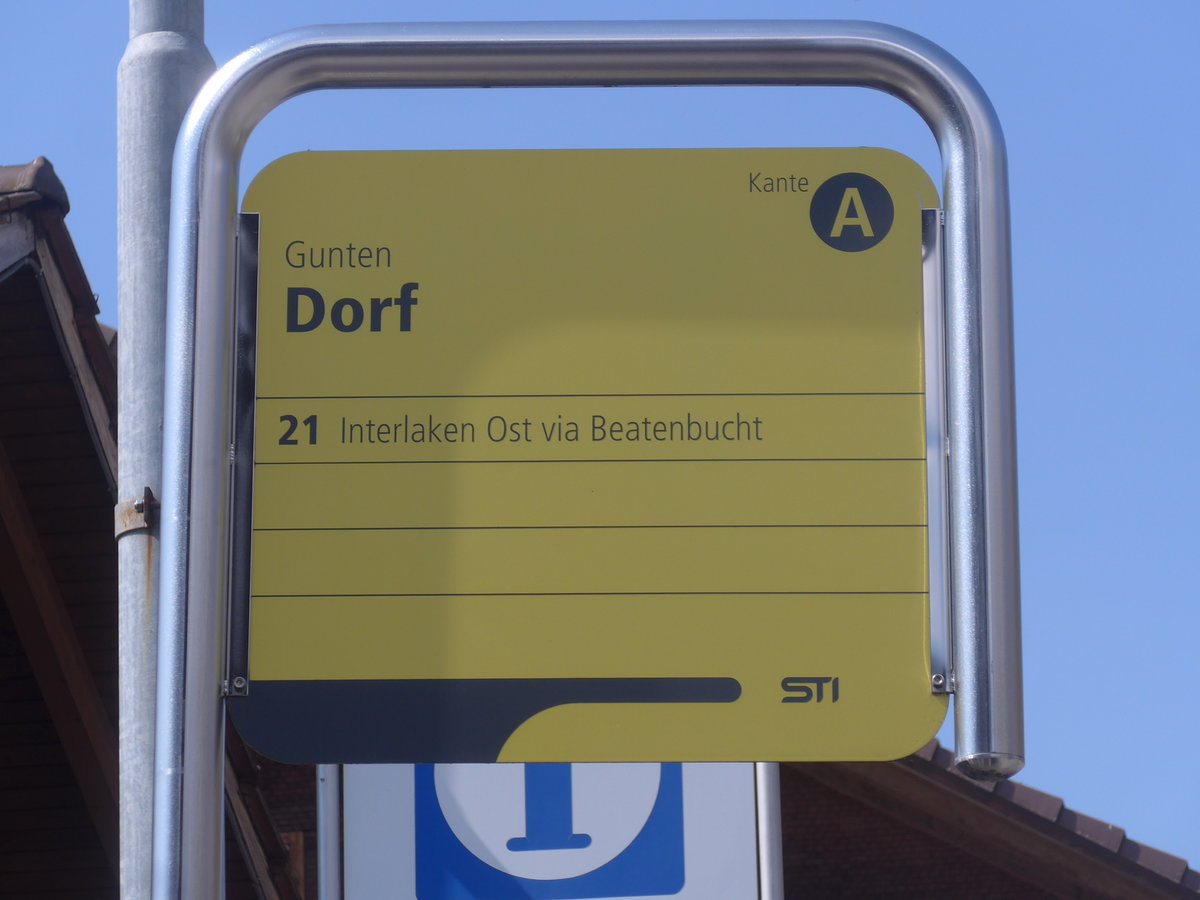 Kante A
Gunten
Dorf
21 Interlaken Ost via Beatenbucht
STI
i